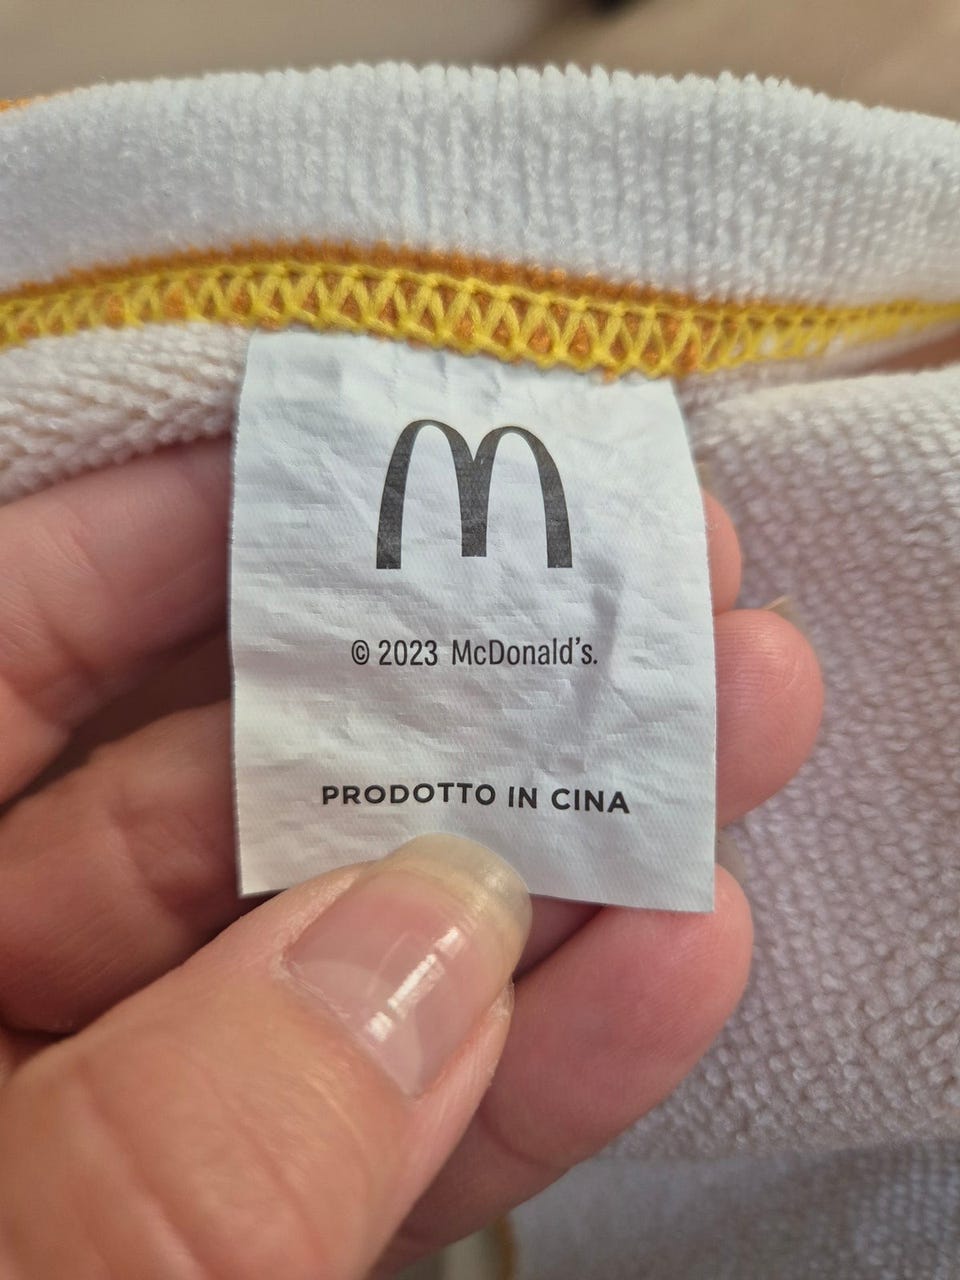 © 2023 McDonald's.
PRODOTTO IN CINA